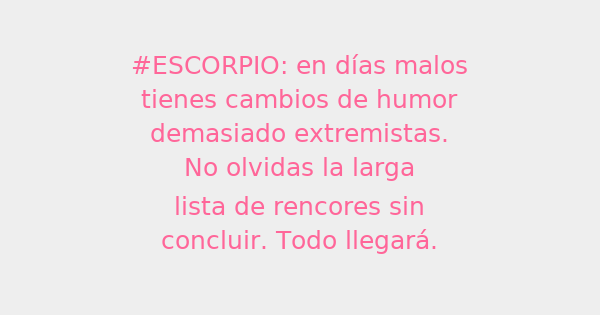 #ESCORPIO: en días malos
tienes cambios de humor
demasiado extremistas.
No olvidas la larga
lista de rencores sin
concluir. Todo llegará.